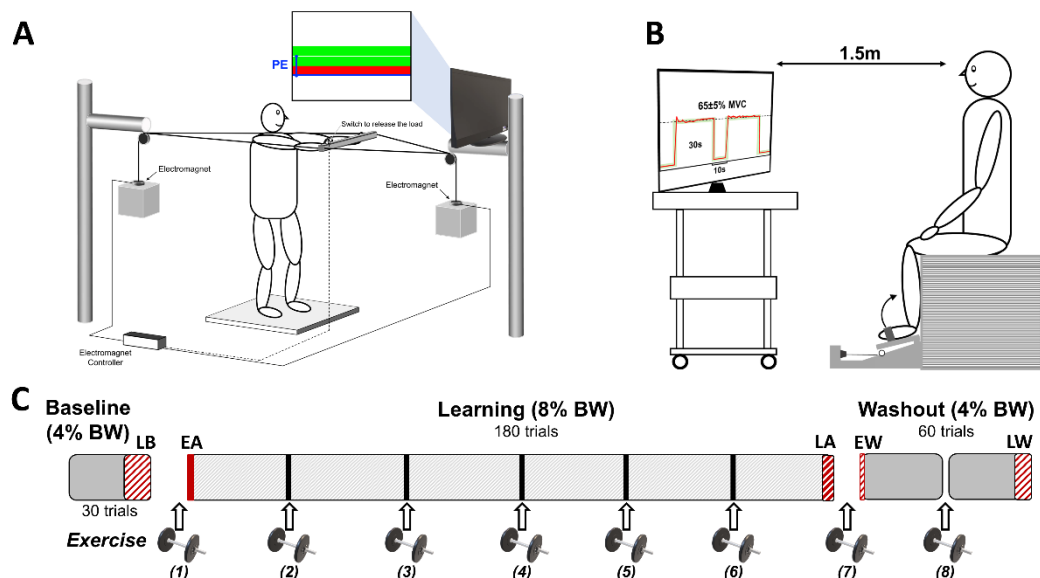 A
PE
Switch to release the load
Electromagnet
Electromagnet
Electromagnet
Controller
B
1.5m
65±5% MVC
30s
10s
C
Baseline
(4% BW)
Learning (8% BW)
180 trials
Washout (4% BW)
60 trials
LB
EA
LA
EW
LW
30 trials
Exercise
(1)
(2)
(3)
(4)
(5)
(6)
(7)
(8)